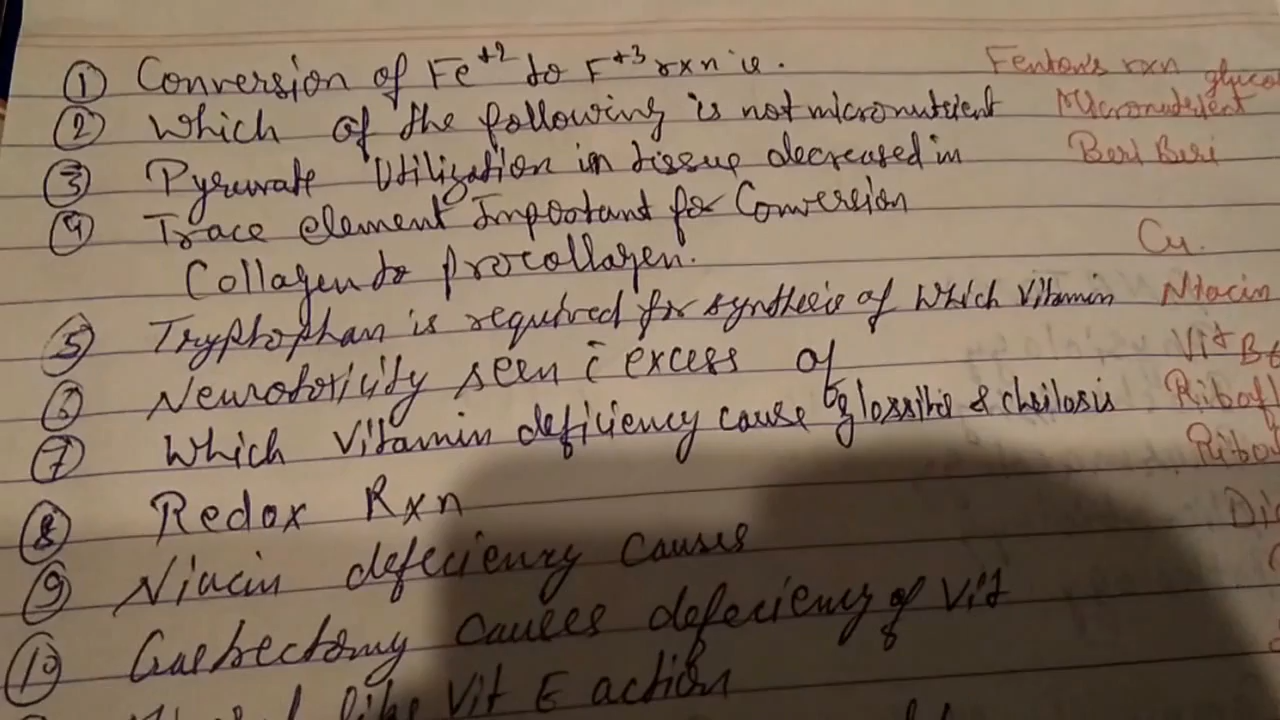 ① Conversion of Fe+2 to F+3 rxn is. Fenton's rxn
② Which of the following is not micronutrient Micronutrient
③ Pyruvate Utilization in tissue decreased in Beri Beri
④ Trace element Important for Conversion
Collagen to procollagen. Cu.
⑤ Tryptophan is required for synthesis of Which Vitamin Niacin
⑥ Neurotoxicity seen c excess of Vit B6
⑦ Which Vitamin deficiency cause glossitis & cheilosis Ribofl
⑧ Redox Rxn
⑨ Niacin defeciency causes
⑩ Gastrectomy causes defeciency of Vit
like Vit E action